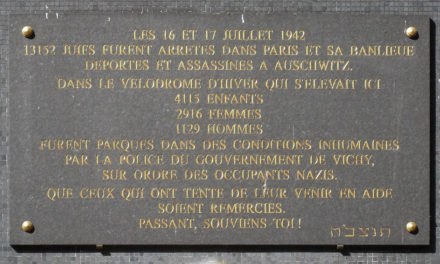 LES 16 ET 17 JUILLET 1942
13152 JUIFS FURENT ARRETES DANS PARIS ET SA BANLIEUE
DEPORTES ET ASSASSINES A AUSCHWITZ.
DANS LE VELODROME D'HIVER QUI S'ELEVAIT ICI
4115 ENFANTS
2916 FEMMES
1129 HOMMES
FURENT PARQUES DANS DES CONDITIONS INHUMAINES
PAR LA POLICE DU GOUVERNEMENT DE VICHY,
SUR ORDRE DES OCCUPANTS NAZIS.
QUE CEUX QUI ONT TENTE DE LEUR VENIR EN AIDE
SOIENT REMERCIES.
PASSANT, SOUVIENS-TOI!
תנצב״ה